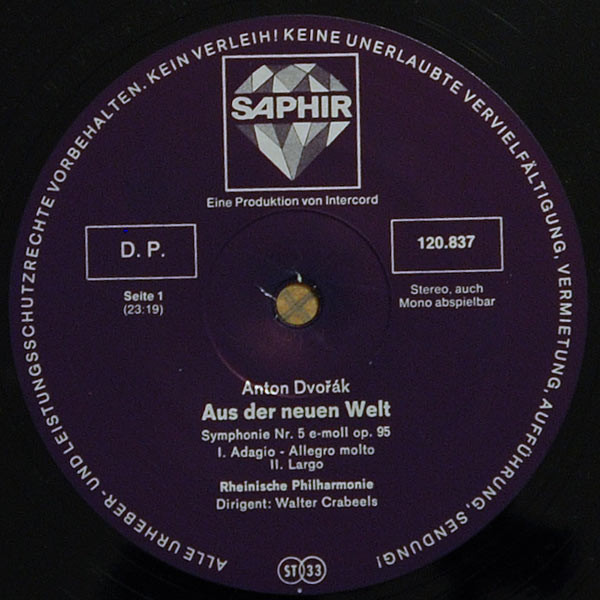 ALLE URHEBER- UND LEISTUNGSSCHUTZRECHTE VORBEHALTEN. KEIN VERLEIH! KEINE UNERLAUBTE VERVIELFÄLTIGUNG, VERMIETUNG, AUFFÜHRUNG, SENDUNG!
SAPHIR
Eine Produktion von Intercord
D. P.
120.837
Seite 1
(23:19)
Stereo, auch
Mono abspielbar
Anton Dvořák
Aus der neuen Welt
Symphonie Nr. 5 e-moll op. 95
I. Adagio - Allegro molto
II. Largo
Rheinische Philharmonie
Dirigent: Walter Crabeels
ST 33